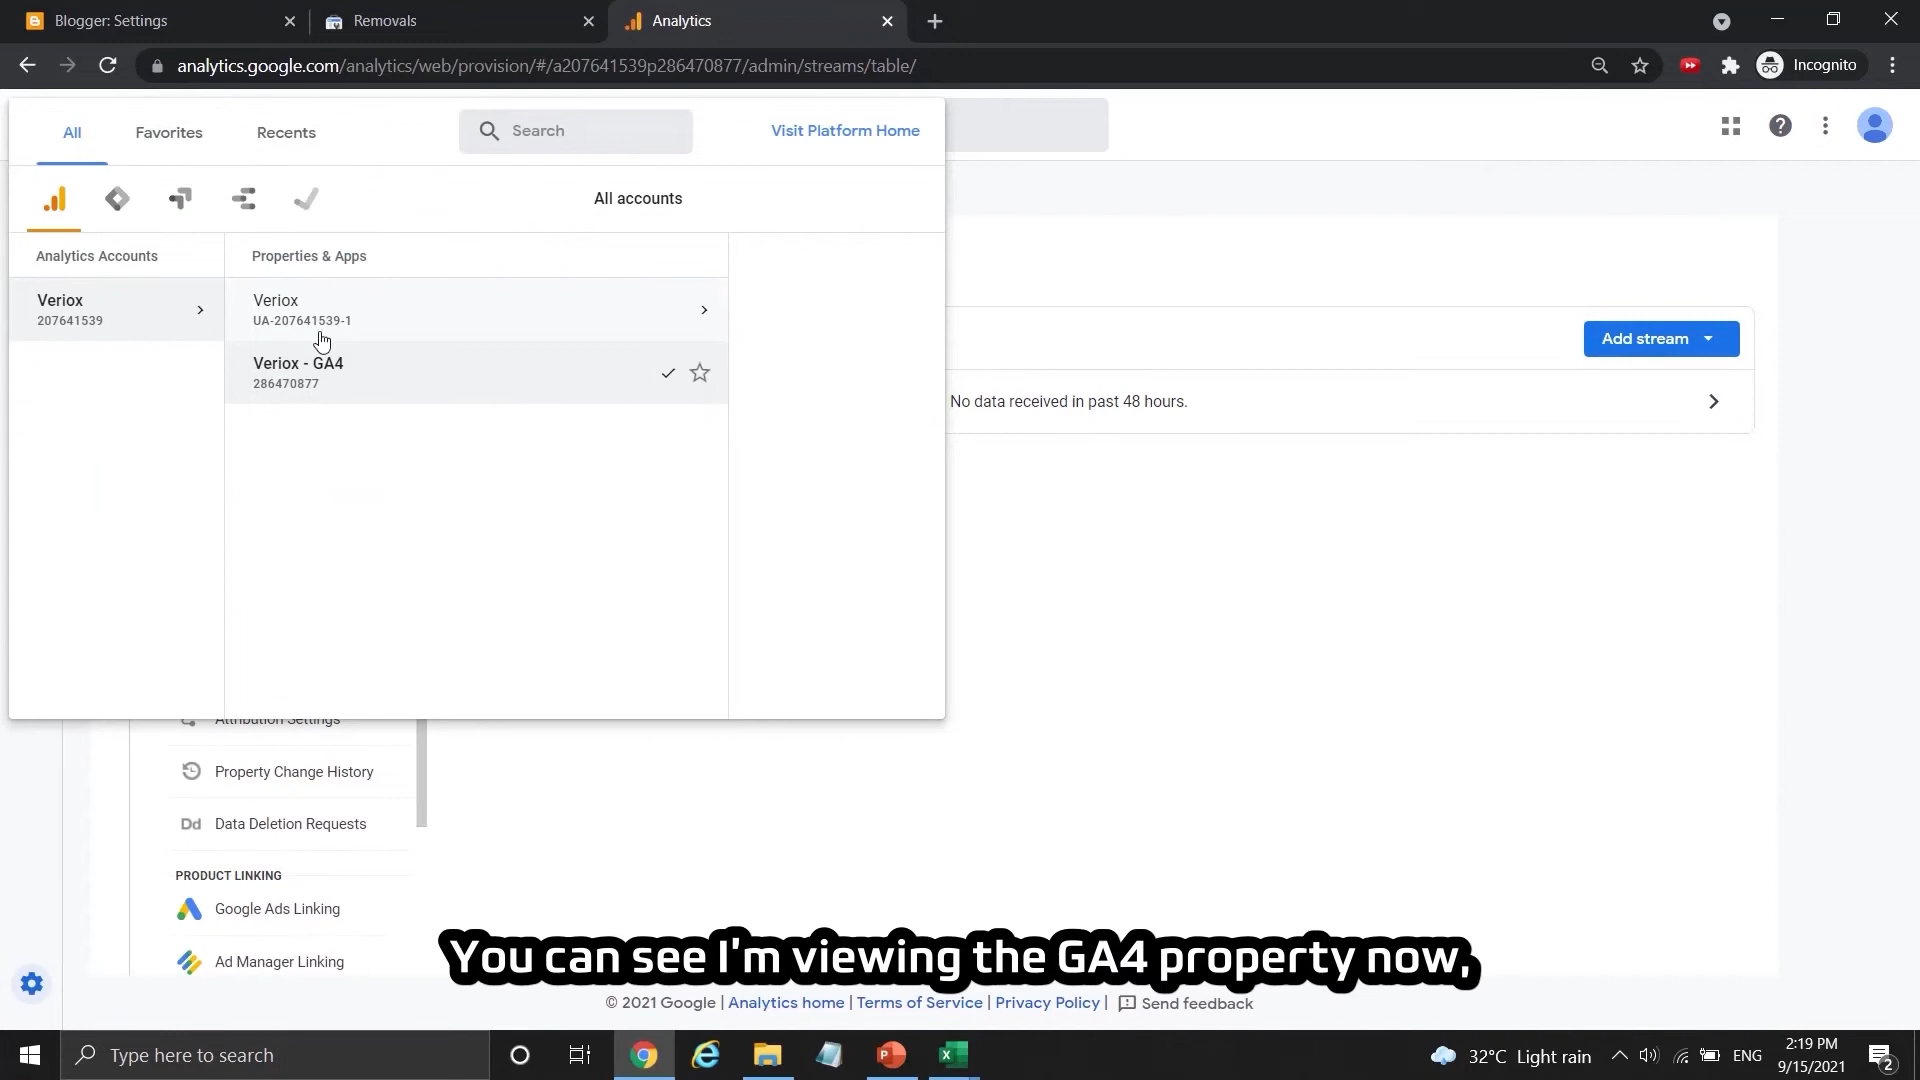 Blogger: Settings
Removals
Analytics
analytics.google.com/analytics/web/provision/#/a207641539p286470877/admin/streams/table/
Incognito
All
Favorites
Recents
Search
Visit Platform Home
All accounts
Analytics Accounts
Properties & Apps
Veriox
207641539
Veriox
UA-207641539-1
Veriox - GA4
286470877
Add stream
No data received in past 48 hours.
Attribution Settings
Property Change History
Dd Data Deletion Requests
PRODUCT LINKING
Google Ads Linking
Ad Manager Linking
You can see I'm viewing the GA4 property now,
© 2021 Google | Analytics home | Terms of Service | Privacy Policy | Send feedback
Type here to search
32°C Light rain
ENG
2:19 PM
9/15/2021
2